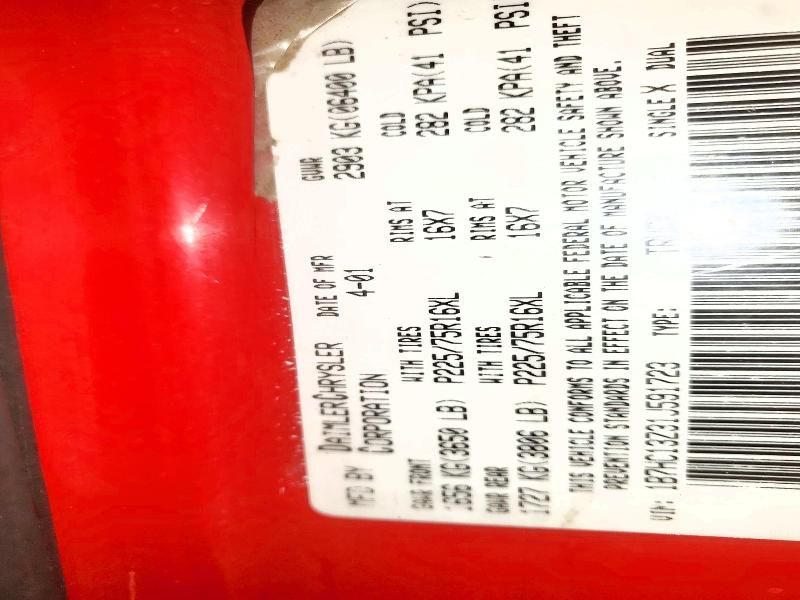 MFD BY DAIMLERCHRYSLER CORPORATION DATE OF MFR 4-01 GVWR 2903 KG(06400 LB)
GAWR FRONT WITH TIRES RIMS AT COLD
1656 KG(3650 LB) P225/75R16XL 16X7 282 KPA(41 PSI)
GAWR REAR WITH TIRES RIMS AT COLD
1727 KG(3806 LB) P225/75R16XL 16X7 282 KPA(41 PSI
THIS VEHICLE CONFORMS TO ALL APPLICABLE FEDERAL MOTOR VEHICLE SAFETY AND THEFT
PREVENTION STANDARDS IN EFFECT ON THE DATE OF MANUFACTURE SHOWN ABOVE.
VIN: 1B7HC13Z31J591723 TYPE: SINGLE X DUAL